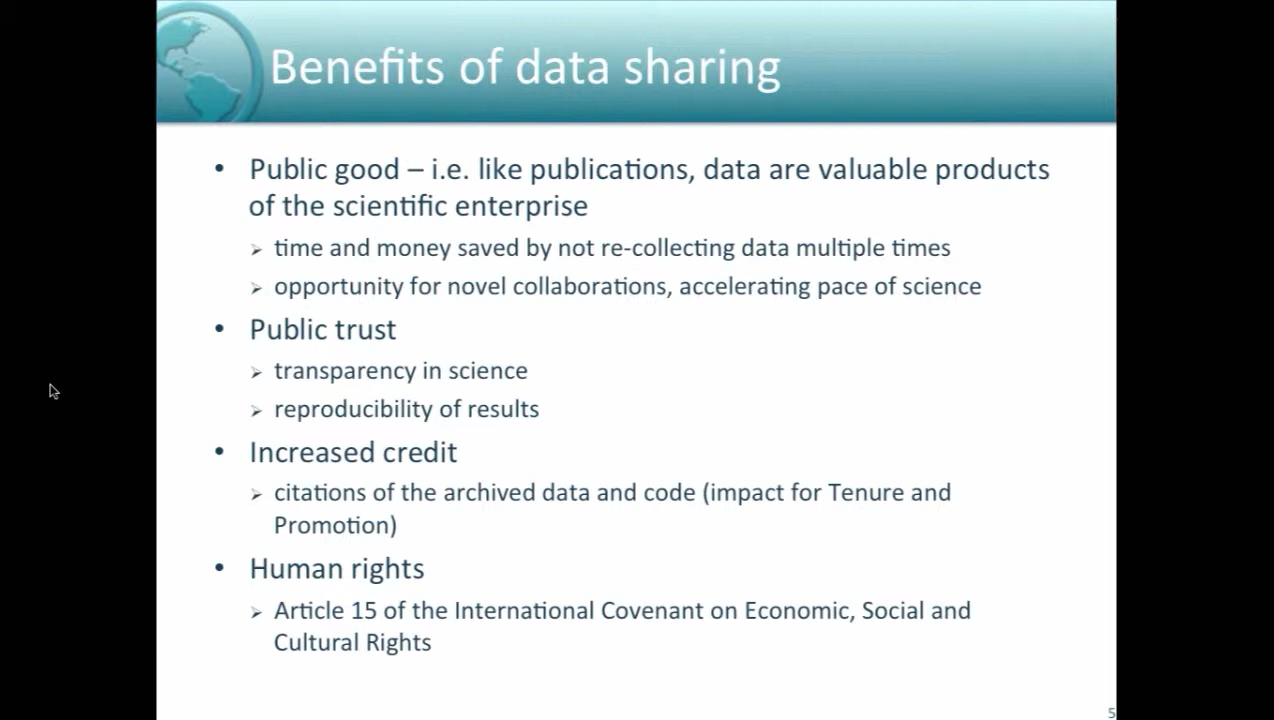 Benefits of data sharing
• Public good – i.e. like publications, data are valuable products
of the scientific enterprise
➢ time and money saved by not re-collecting data multiple times
➢ opportunity for novel collaborations, accelerating pace of science
• Public trust
➢ transparency in science
➢ reproducibility of results
• Increased credit
➢ citations of the archived data and code (impact for Tenure and
Promotion)
• Human rights
➢ Article 15 of the International Covenant on Economic, Social and
Cultural Rights
5